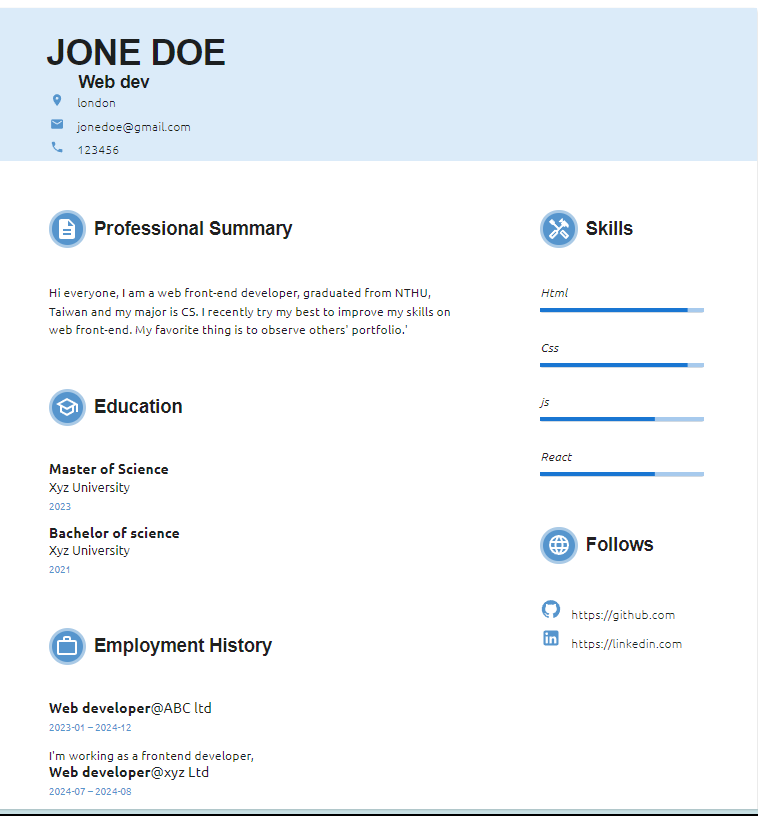 JONE DOE
Web dev
london
jonedoe@gmail.com
123456
Professional Summary
Hi everyone, I am a web front-end developer, graduated from NTHU,
Taiwan and my major is CS. I recently try my best to improve my skills on
web front-end. My favorite thing is to observe others' portfolio.'
Education
Master of Science
Xyz University
2023
Bachelor of science
Xyz University
2021
Employment History
Web developer@ABC ltd
2023-01 – 2024-12
I'm working as a frontend developer,
Web developer@xyz Ltd
2024-07 – 2024-08
Skills
Html
Css
js
React
Follows
https://github.com
https://linkedin.com